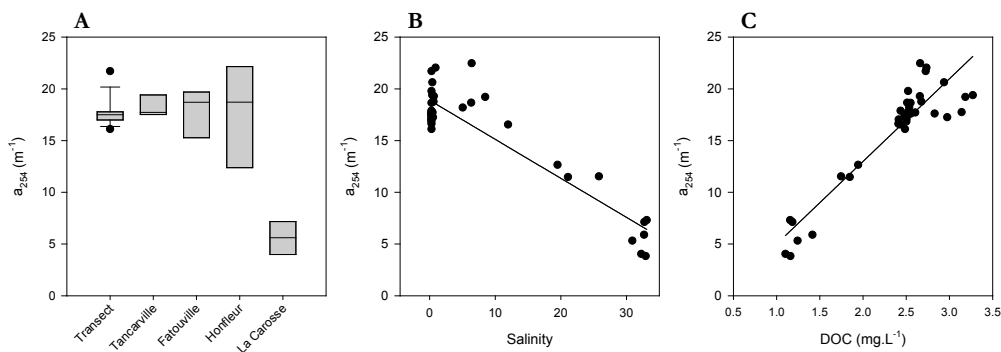 A
B
C
25
20
15
10
5
0
a254 (m-1)
Transect
Tancarville
Fatouville
Honfleur
La Carosse
25
20
15
10
5
0
a254 (m-1)
0
10
20
30
Salinity
25
20
15
10
5
0
a254 (m-1)
0.5
1.0
1.5
2.0
2.5
3.0
3.5
DOC (mg.L-1)